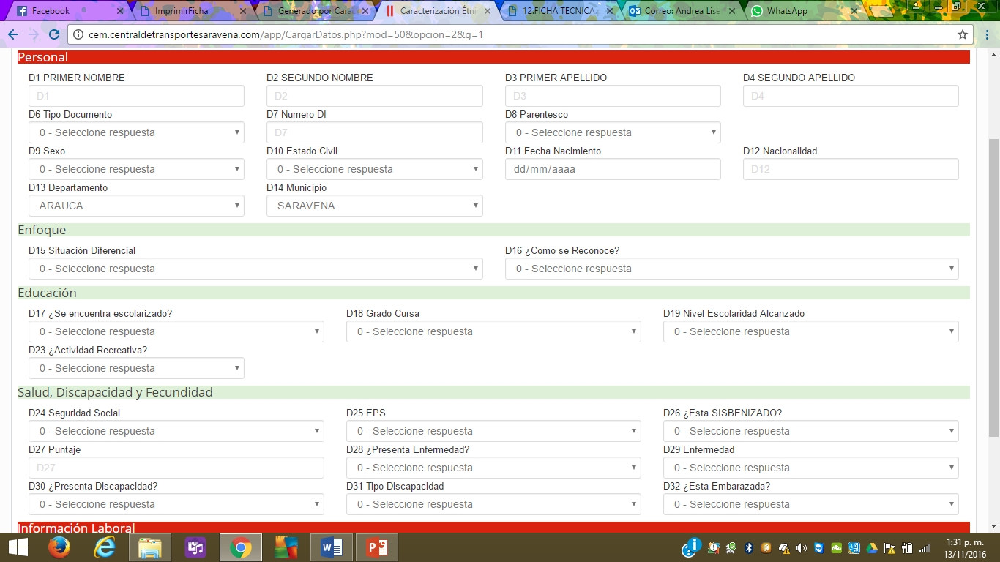 Facebook
ImprimirFicha
Generado por Carac
Caracterización Étni
12.FICHA TECNICA.
Correo: Andrea Lise
WhatsApp
cem.centraldetransportesaravena.com/app/CargarDatos.php?mod=50&opcion=2&g=1
Personal
D1 PRIMER NOMBRE D2 SEGUNDO NOMBRE D3 PRIMER APELLIDO D4 SEGUNDO APELLIDO
D1 D2 D3 D4
D6 Tipo Documento D7 Numero DI D8 Parentesco
0 - Seleccione respuesta D7 0 - Seleccione respuesta
D9 Sexo D10 Estado Civil D11 Fecha Nacimiento D12 Nacionalidad
0 - Seleccione respuesta 0 - Seleccione respuesta dd/mm/aaaa D12
D13 Departamento D14 Municipio
ARAUCA SARAVENA
Enfoque
D15 Situación Diferencial D16 ¿Como se Reconoce?
0 - Seleccione respuesta 0 - Seleccione respuesta
Educación
D17 ¿Se encuentra escolarizado? D18 Grado Cursa D19 Nivel Escolaridad Alcanzado
0 - Seleccione respuesta 0 - Seleccione respuesta 0 - Seleccione respuesta
D23 ¿Actividad Recreativa?
0 - Seleccione respuesta
Salud, Discapacidad y Fecundidad
D24 Seguridad Social D25 EPS D26 ¿Esta SISBENIZADO?
0 - Seleccione respuesta 0 - Seleccione respuesta 0 - Seleccione respuesta
D27 Puntaje D28 ¿Presenta Enfermedad? D29 Enfermedad
D27 0 - Seleccione respuesta 0 - Seleccione respuesta
D30 ¿Presenta Discapacidad? D31 Tipo Discapacidad D32 ¿Esta Embarazada?
0 - Seleccione respuesta 0 - Seleccione respuesta 0 - Seleccione respuesta
Información Laboral
1:31 p. m.
13/11/2016